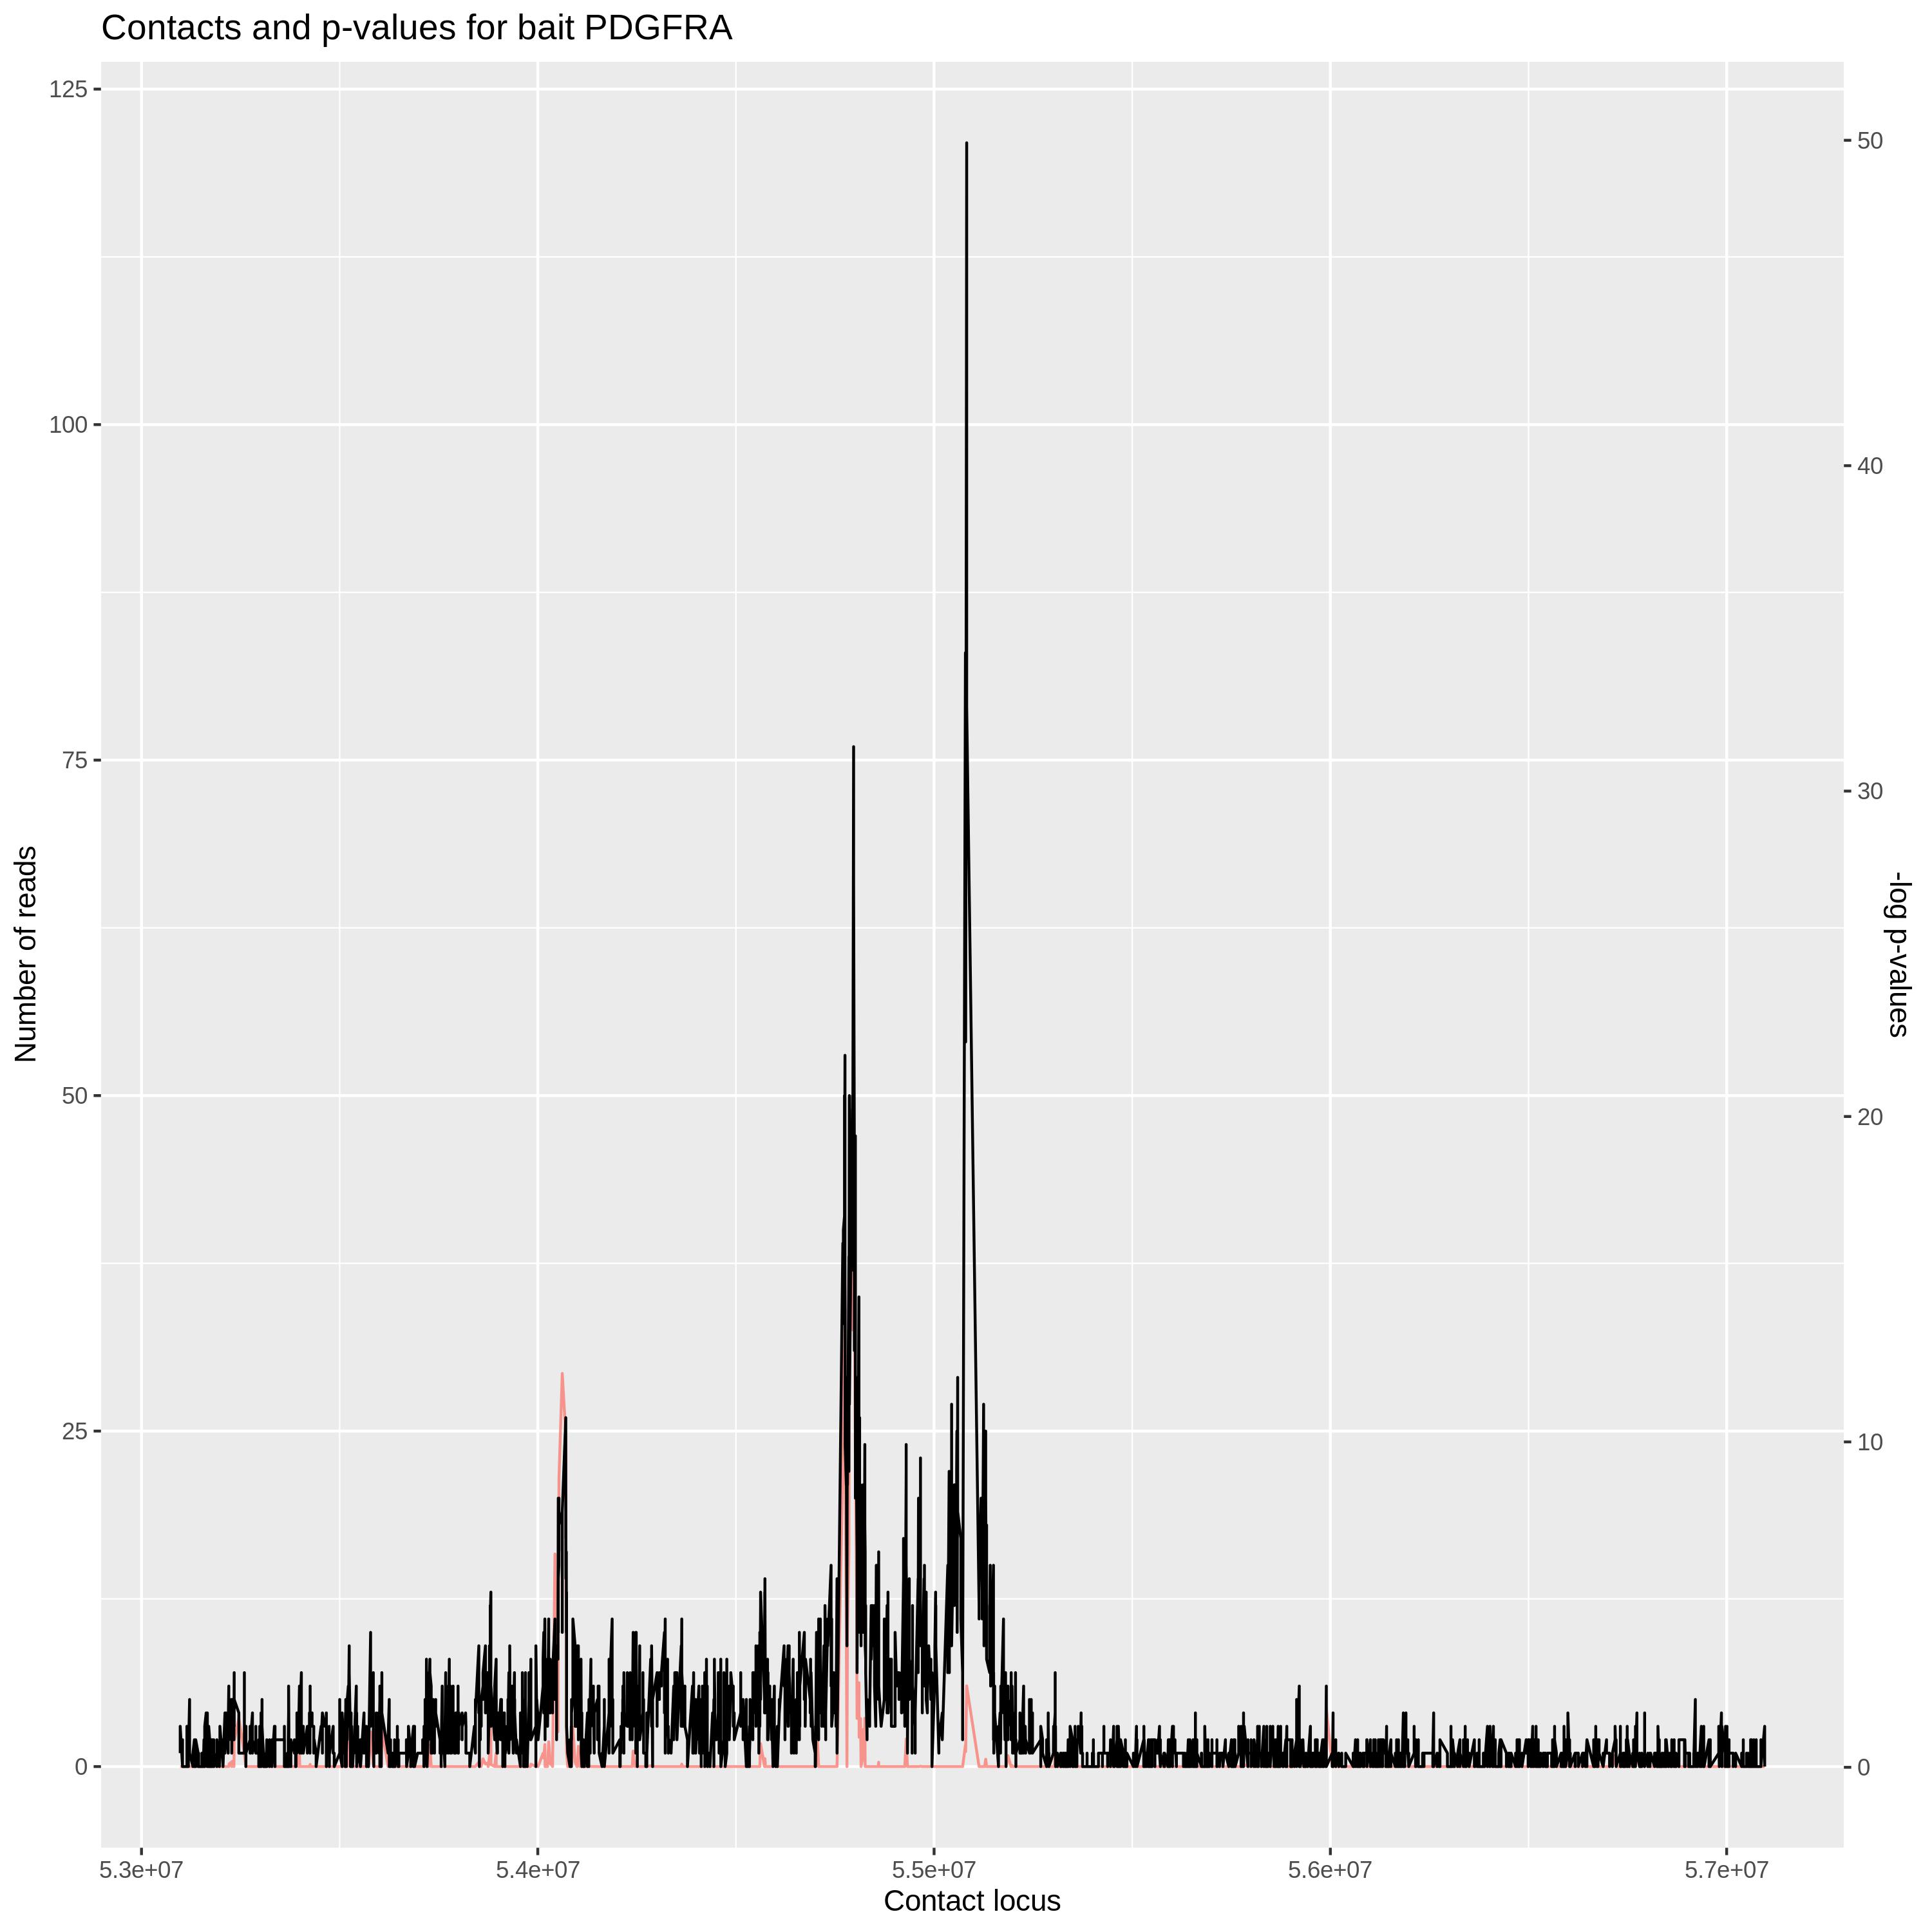 Contacts and p-values for bait PDGFRA
125
100
75
50
25
0
Number of reads
50
40
30
20
10
0
-log p-values
5.3e+07 5.4e+07 5.5e+07 5.6e+07 5.7e+07
Contact locus